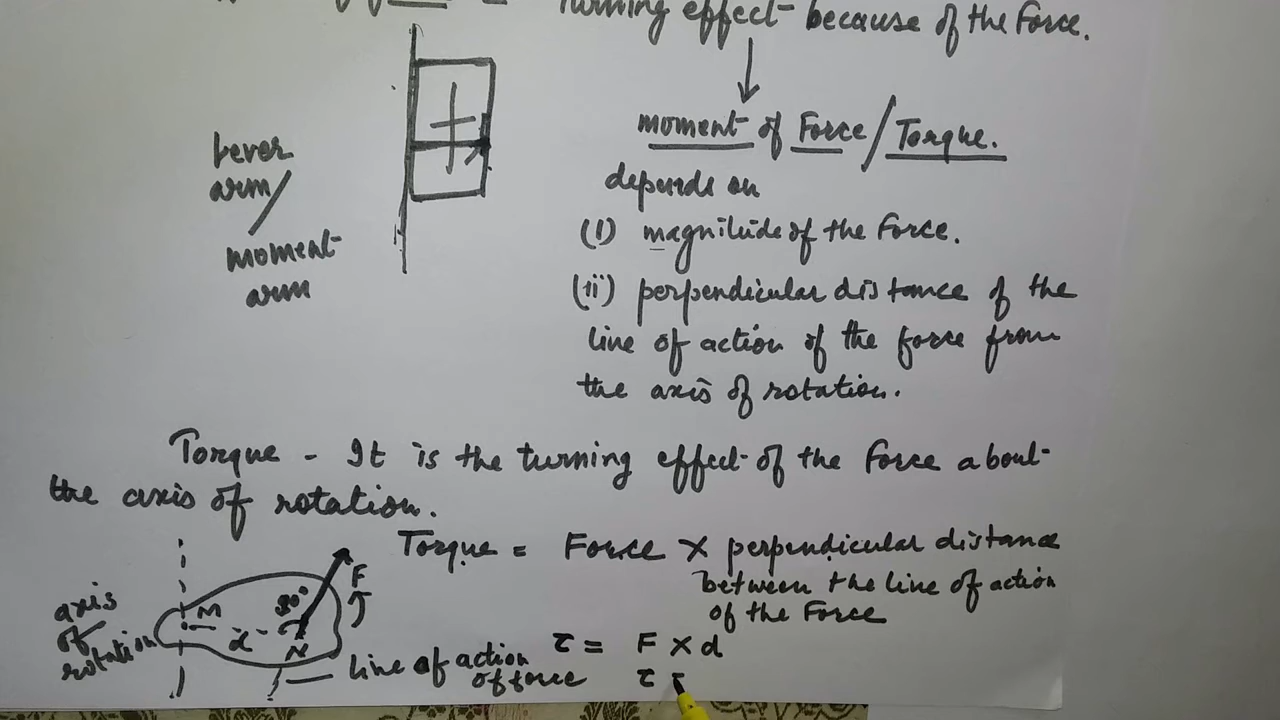 turning effect because of the Force.
moment of Force/Torque.
depends on
(i) magnitude of the Force.
(ii) perpendicular distance of the
line of action of the force from
the axis of rotation.
Lever
arm/
moment
arm
Torque - It is the turning effect of the Force about
the axis of rotation.
Torque = Force × perpendicular distance
between the line of action
of the Force
axis
of
rotation
M
d
90°
N
F
line of action
of force
τ = F × d
τ =